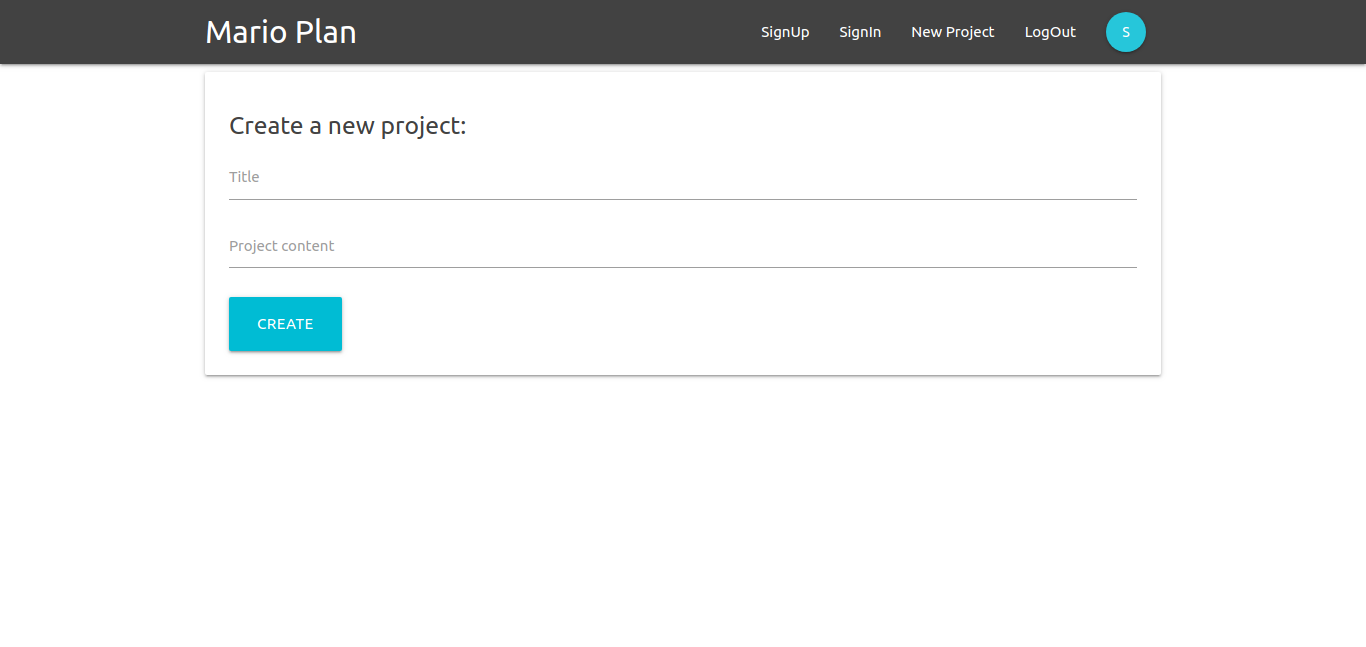 Mario Plan SignUp SignIn New Project LogOut S
Create a new project:
Title
Project content
CREATE